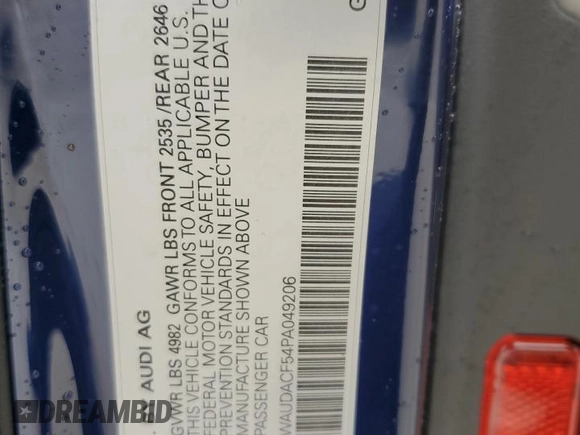 BY AUDI AG
GVWR LBS 4982 GAWR LBS FRONT 2535 /REAR 2646
THIS VEHICLE CONFORMS TO ALL APPLICABLE U.S.
FEDERAL MOTOR VEHICLE SAFETY, BUMPER AND TH
PREVENTION STANDARDS IN EFFECT ON THE DATE O
MANUFACTURE SHOWN ABOVE
PASSENGER CAR
WAUDACF54PA049206
G
DREAMBID